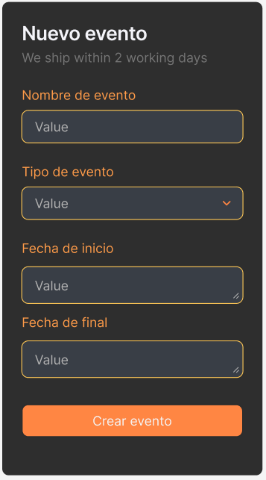 Nuevo evento
We ship within 2 working days
Nombre de evento
Value
Tipo de evento
Value
Fecha de inicio
Value
Fecha de final
Value
Crear evento